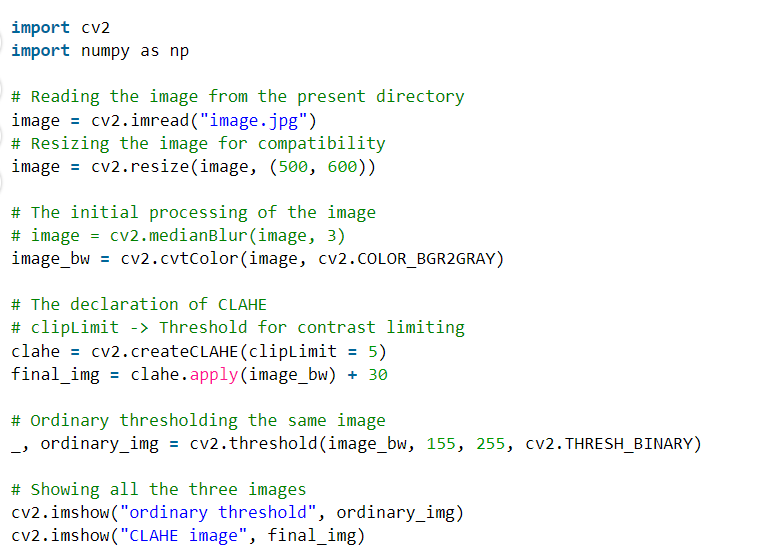 import cv2
import numpy as np
# Reading the image from the present directory
image = cv2.imread("image.jpg")
# Resizing the image for compatibility
image = cv2.resize(image, (500, 600))
# The initial processing of the image
# image = cv2.medianBlur(image, 3)
image_bw = cv2.cvtColor(image, cv2.COLOR_BGR2GRAY)
# The declaration of CLAHE
# clipLimit -> Threshold for contrast limiting
clahe = cv2.createCLAHE(clipLimit = 5)
final_img = clahe.apply(image_bw) + 30
# Ordinary thresholding the same image
_, ordinary_img = cv2.threshold(image_bw, 155, 255, cv2.THRESH_BINARY)
# Showing all the three images
cv2.imshow("ordinary threshold", ordinary_img)
cv2.imshow("CLAHE image", final_img)